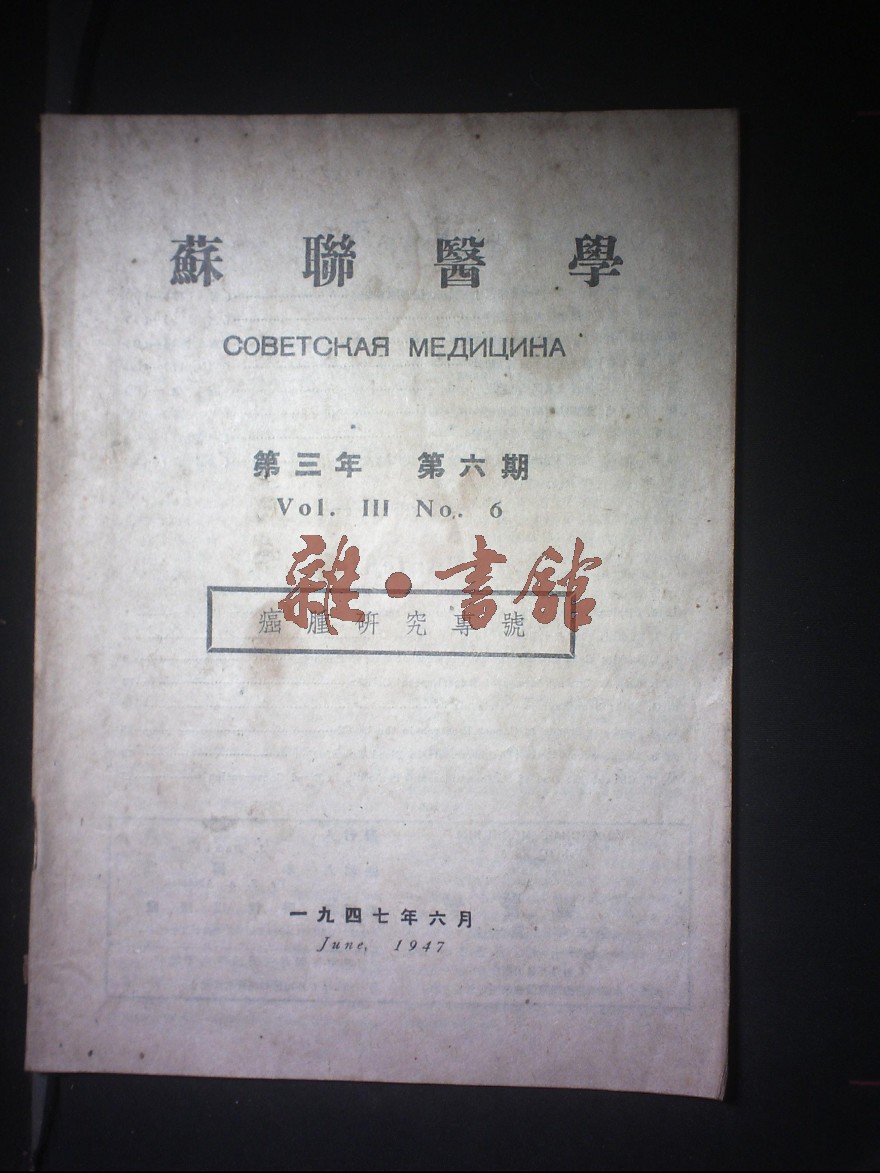 蘇聯醫學
СОВЕТСКАЯ МЕДИЦИНА
第三年 第六期
Vol. III No. 6
雜·書館
癌腫研究專號
一九四七年六月
June, 1947